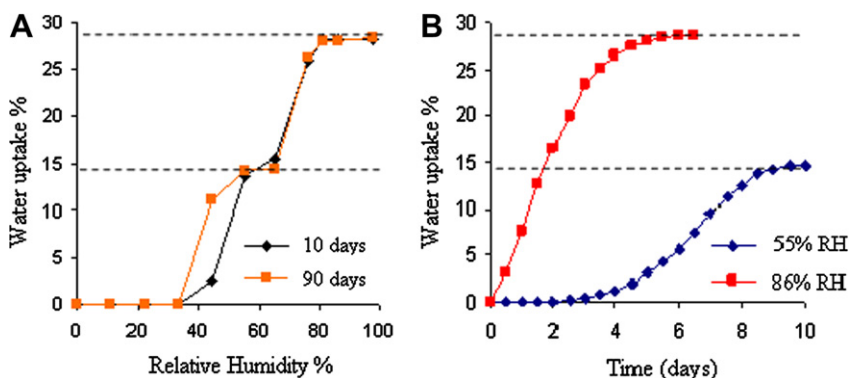 A
Water uptake %
30
25
20
15
10
5
0
0 20 40 60 80 100
Relative Humidity %
10 days
90 days
B
Water uptake %
30
25
20
15
10
5
0
0 2 4 6 8 10
Time (days)
55% RH
86% RH